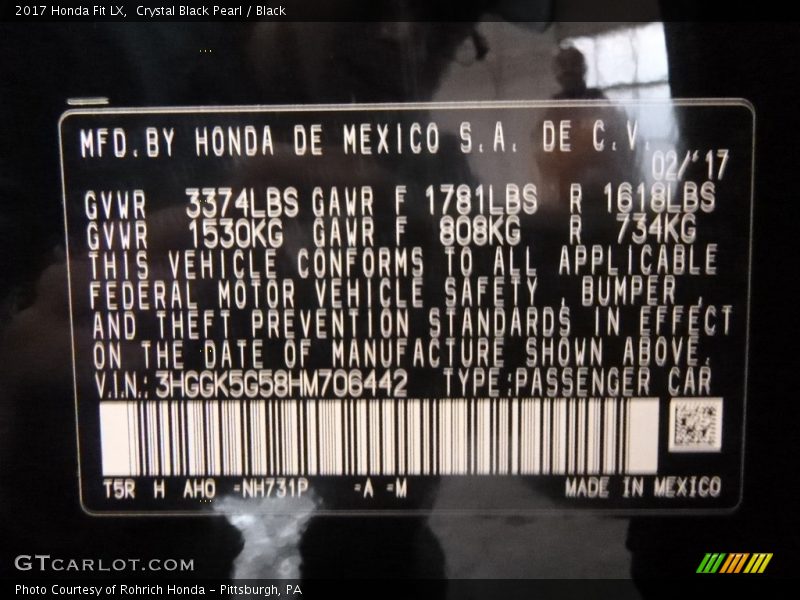 2017 Honda Fit LX,  Crystal Black Pearl / Black
MFD.BY HONDA DE MEXICO S.A. DE C.V.
02/'17
GVWR 3374LBS GAWR F 1781LBS R 1618LBS
GVWR 1530KG GAWR F 808KG R 734KG
THIS VEHICLE CONFORMS TO ALL APPLICABLE
FEDERAL MOTOR VEHICLE SAFETY ,BUMPER ,
AND THEFT PREVENTION STANDARDS IN EFFECT
ON THE DATE OF MANUFACTURE SHOWN ABOVE.
V.I.N.:3HGGK5G58HM706442 TYPE:PASSENGER CAR
T5R H AH0 -NH731P -A -M MADE IN MEXICO
GTCARLOT.COM
Photo Courtesy of Rohrich Honda - Pittsburgh, PA